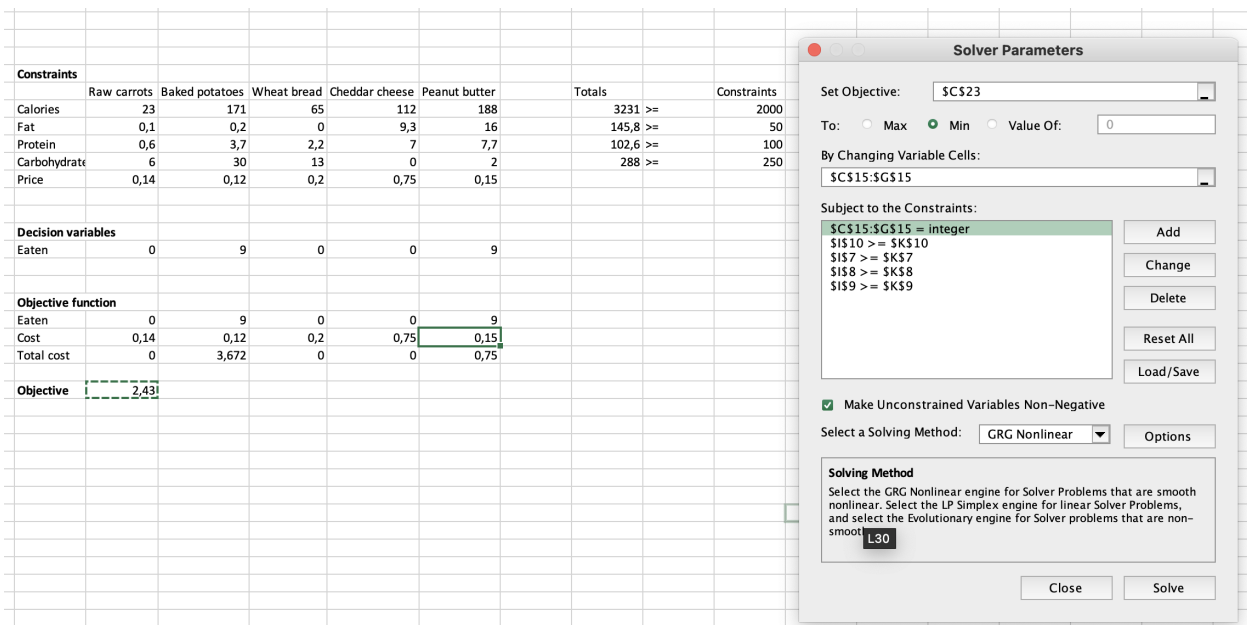 Constraints
Raw carrots Baked potatoes Wheat bread Cheddar cheese Peanut butter Totals Constraints
Calories 23 171 65 112 188 3231 >= 2000
Fat 0,1 0,2 0 9,3 16 145,8 >= 50
Protein 0,6 3,7 2,2 7 7,7 102,6 >= 100
Carbohydrate 6 30 13 0 2 288 >= 250
Price 0,14 0,12 0,2 0,75 0,15
Decision variables
Eaten 0 9 0 0 9
Objective function
Eaten 0 9 0 0 9
Cost 0,14 0,12 0,2 0,75 0,15
Total cost 0 3,672 0 0 0,75
Objective 2,43
Solver Parameters
Set Objective: $C$23
To: Max Min Value Of: 0
By Changing Variable Cells:
$C$15:$G$15
Subject to the Constraints:
$C$15:$G$15 = integer
$I$10 >= $K$10
$I$7 >= $K$7
$I$8 >= $K$8
$I$9 >= $K$9
Add
Change
Delete
Reset All
Load/Save
Make Unconstrained Variables Non-Negative
Select a Solving Method: GRG Nonlinear Options
Solving Method
Select the GRG Nonlinear engine for Solver Problems that are smooth
nonlinear. Select the LP Simplex engine for linear Solver Problems,
and select the Evolutionary engine for Solver problems that are non-
smoot
L30
Close Solve